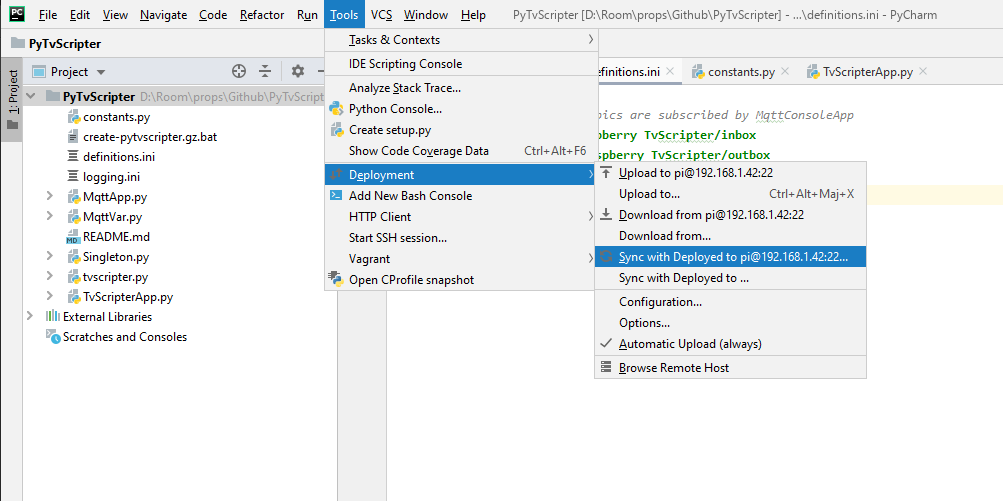 PC File Edit View Navigate Code Refactor Run Tools VCS Window Help PyTvScripter [D:\Room\props\Github\PyTvScripter] - ...\definitions.ini - PyCharm
PyTvScripter
1: Project
Project
PyTvScripter D:\Room\props\Github\PyTvScript
constants.py
create-pytvscripter.gz.bat
definitions.ini
logging.ini
MqttApp.py
MqttVar.py
README.md
Singleton.py
tvscripter.py
TvScripterApp.py
External Libraries
Scratches and Consoles
Tasks & Contexts
IDE Scripting Console
Analyze Stack Trace...
Python Console...
Create setup.py
Show Code Coverage Data Ctrl+Alt+F6
Deployment
Add New Bash Console
HTTP Client
Start SSH session...
Vagrant
Open CProfile snapshot
efinitions.ini constants.py TvScripterApp.py
pics are subscribed by MqttConsoleApp
spberry TvScripter/inbox
spberry TvScripter/outbox
Upload to pi@192.168.1.42:22
Upload to... Ctrl+Alt+Maj+X
Download from pi@192.168.1.42:22
Download from...
Sync with Deployed to pi@192.168.1.42:22...
Sync with Deployed to ...
Configuration...
Options...
Automatic Upload (always)
Browse Remote Host